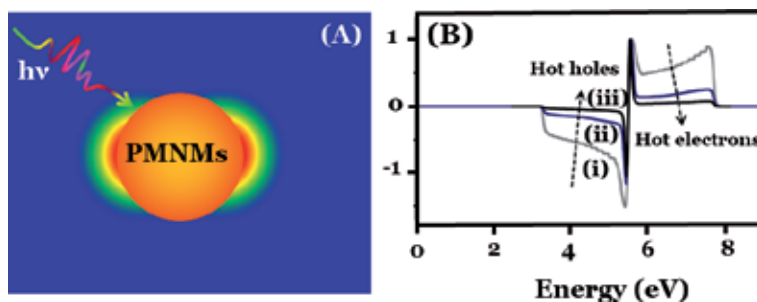 (A)
hν
PMNMs
(B)
1
0
-1
Hot holes
(iii)
(ii)
(i)
Hot electrons
0
2
4
6
8
Energy (eV)